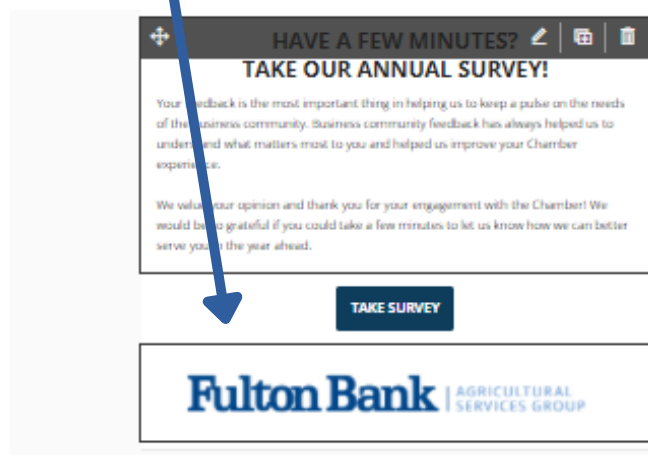 HAVE A FEW MINUTES?
TAKE OUR ANNUAL SURVEY!
Your feedback is the most important thing in helping us to keep a pulse on the needs
of the business community. Business community feedback has always helped us to
understand what matters most to you and helped us improve your Chamber
experience.
We value your opinion and thank you for your engagement with the Chamber! We
would be so grateful if you could take a few minutes to let us know how we can better
serve you in the year ahead.
TAKE SURVEY
Fulton Bank | AGRICULTURAL
SERVICES GROUP